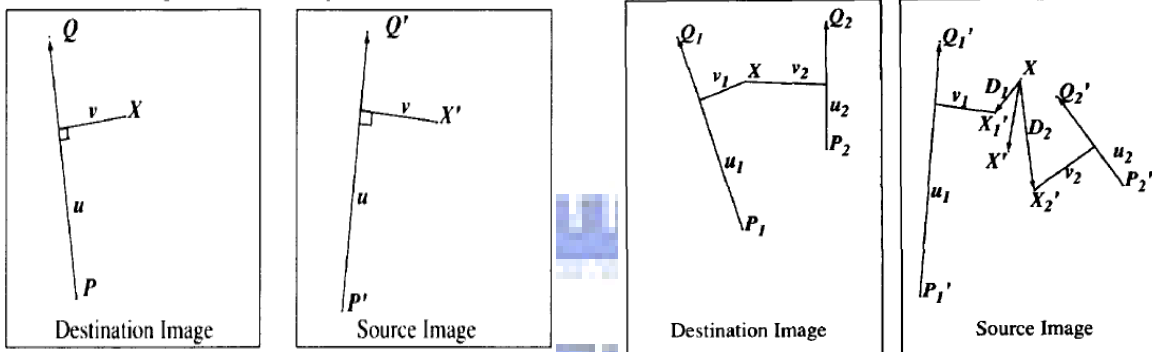 Q
v
X
u
P
Destination Image
Q'
v
X'
u
P'
Source Image
Q1
v1
X
v2
Q2
u2
P2
u1
P1
Destination Image
Q1'
X
v1
D1
Q2'
X1'
D2
X'
u2
v2
P2'
u1
X2'
P1'
Source Image